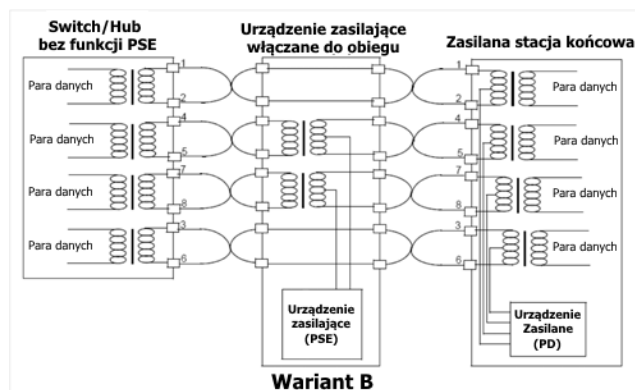 Switch/Hub
bez funkcji PSE
Urządzenie zasilające
włączane do obiegu
Zasilana stacja końcowa
Para danych
1
2
Para danych
4
5
Para danych
7
8
Para danych
3
6
1
2
4
5
7
8
3
6
Urządzenie
zasilające
(PSE)
Urządzenie
Zasilane
(PD)
Para danych
Para danych
Para danych
Para danych
Wariant B